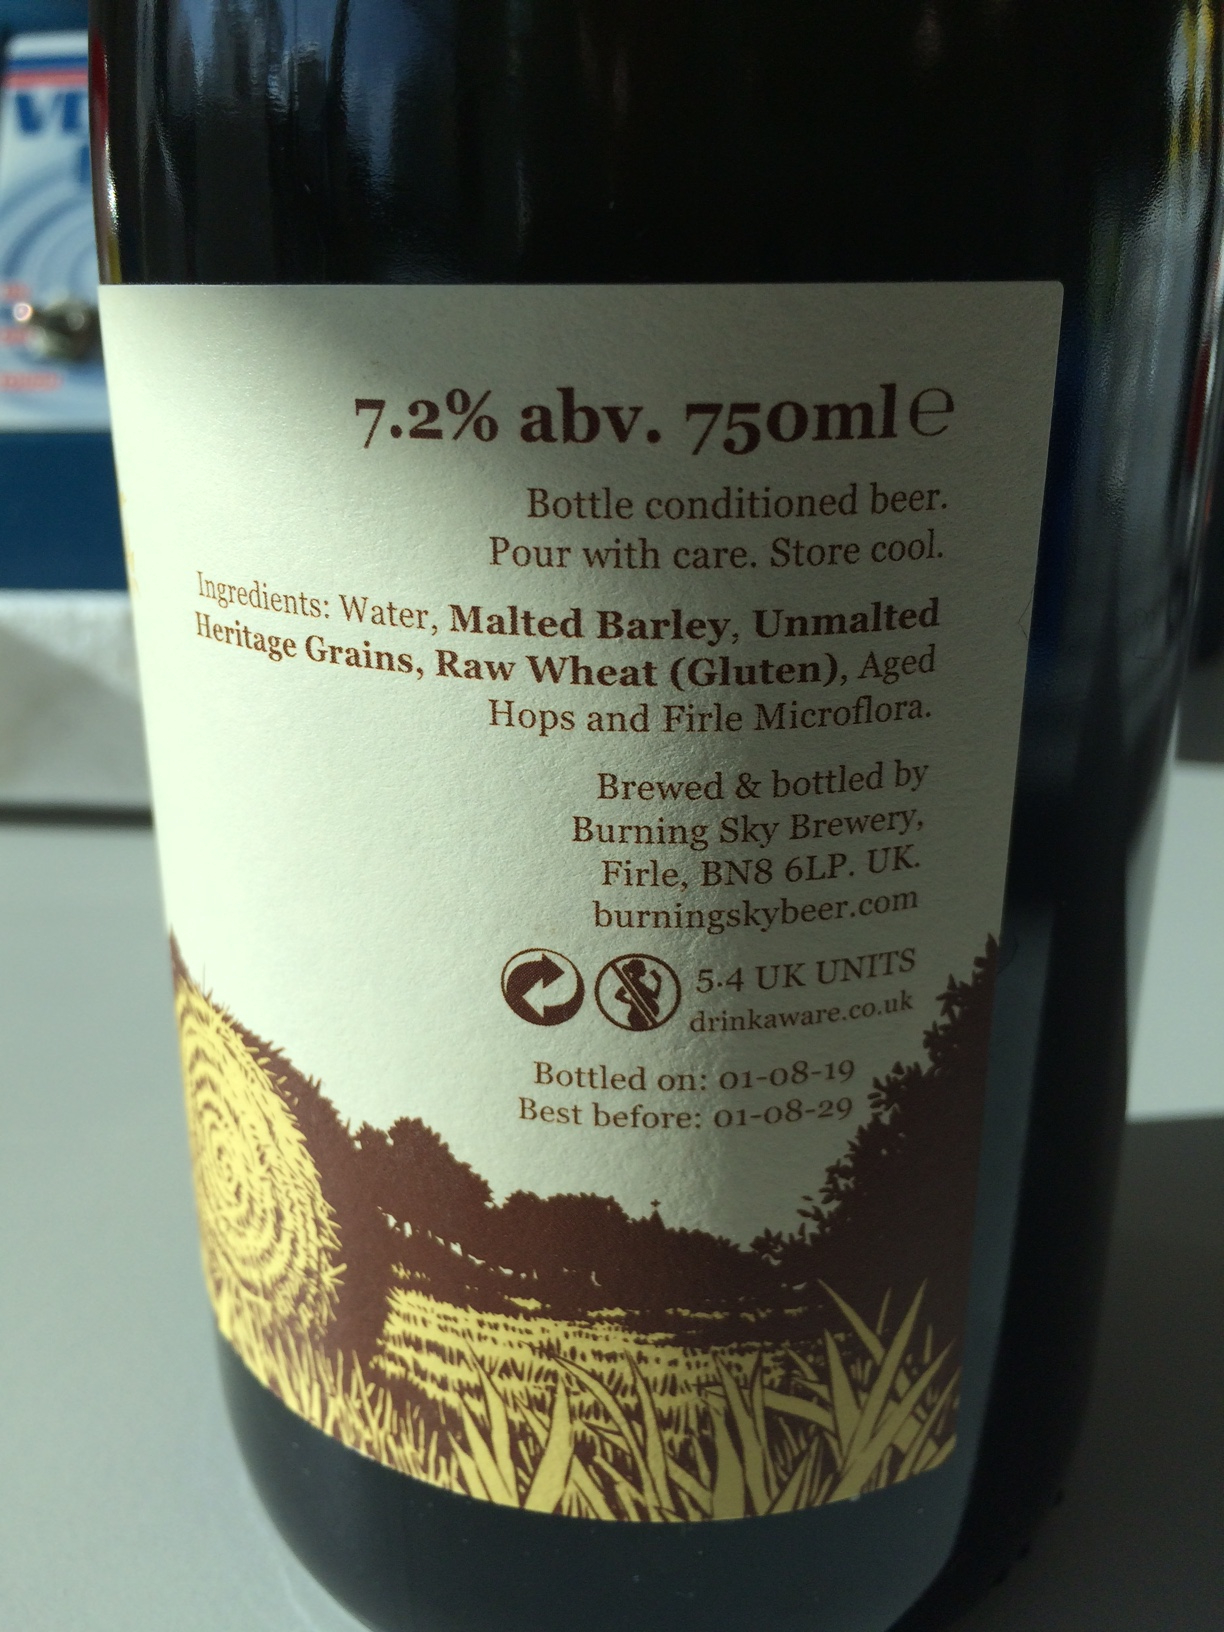 7.2% abv. 750ml℮
Bottle conditioned beer.
Pour with care. Store cool.
Ingredients: Water, Malted Barley, Unmalted
Heritage Grains, Raw Wheat (Gluten), Aged
Hops and Firle Microflora.
Brewed & bottled by
Burning Sky Brewery,
Firle, BN8 6LP. UK.
burningskybeer.com
5.4 UK UNITS
drinkaware.co.uk
Bottled on: 01-08-19
Best before: 01-08-29